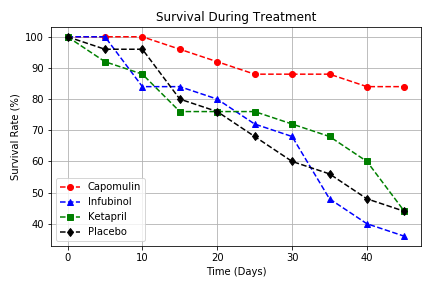 Survival During Treatment
Survival Rate (%)
100
90
80
70
60
50
40
Capomulin
Infubinol
Ketapril
Placebo
0
10
20
30
40
Time (Days)